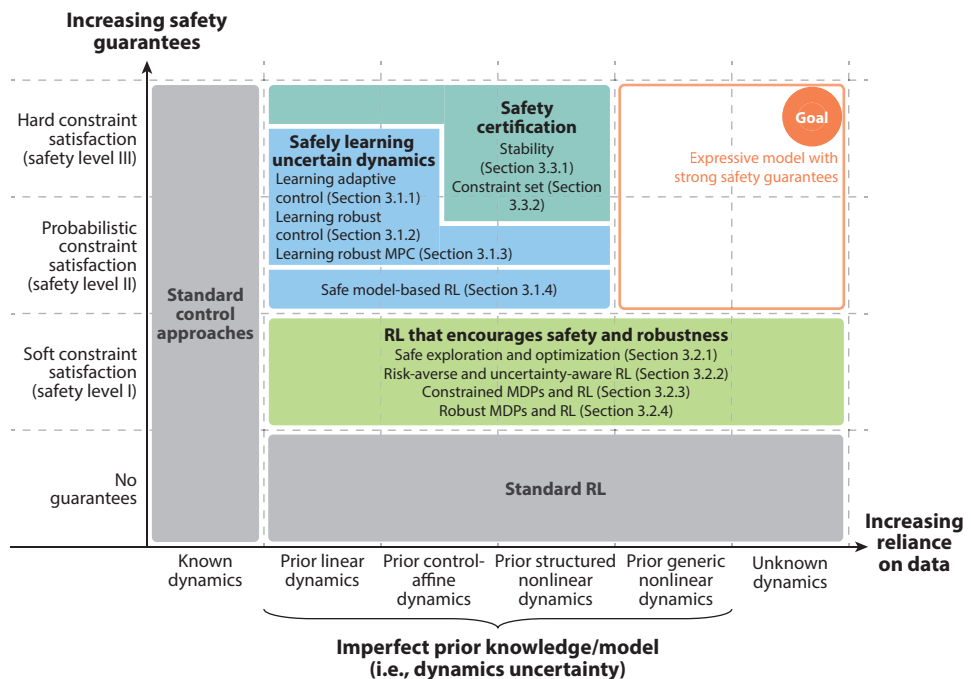 Increasing safety
guarantees
Hard constraint
satisfaction
(safety level III)
Probabilistic
constraint
satisfaction
(safety level II)
Soft constraint
satisfaction
(safety level I)
No
guarantees
Standard
control
approaches
Safely learning
uncertain dynamics
Learning adaptive
control (Section 3.1.1)
Learning robust
control (Section 3.1.2)
Learning robust MPC (Section 3.1.3)
Safety
certification
Stability
(Section 3.3.1)
Constraint set (Section
3.3.2)
Goal
Expressive model with
strong safety guarantees
Safe model-based RL (Section 3.1.4)
RL that encourages safety and robustness
Safe exploration and optimization (Section 3.2.1)
Risk-averse and uncertainty-aware RL (Section 3.2.2)
Constrained MDPs and RL (Section 3.2.3)
Robust MDPs and RL (Section 3.2.4)
Standard RL
Increasing
reliance
on data
Known
dynamics
Prior linear
dynamics
Prior control-
affine
dynamics
Prior structured
nonlinear
dynamics
Prior generic
nonlinear
dynamics
Unknown
dynamics
Imperfect prior knowledge/model
(i.e., dynamics uncertainty)